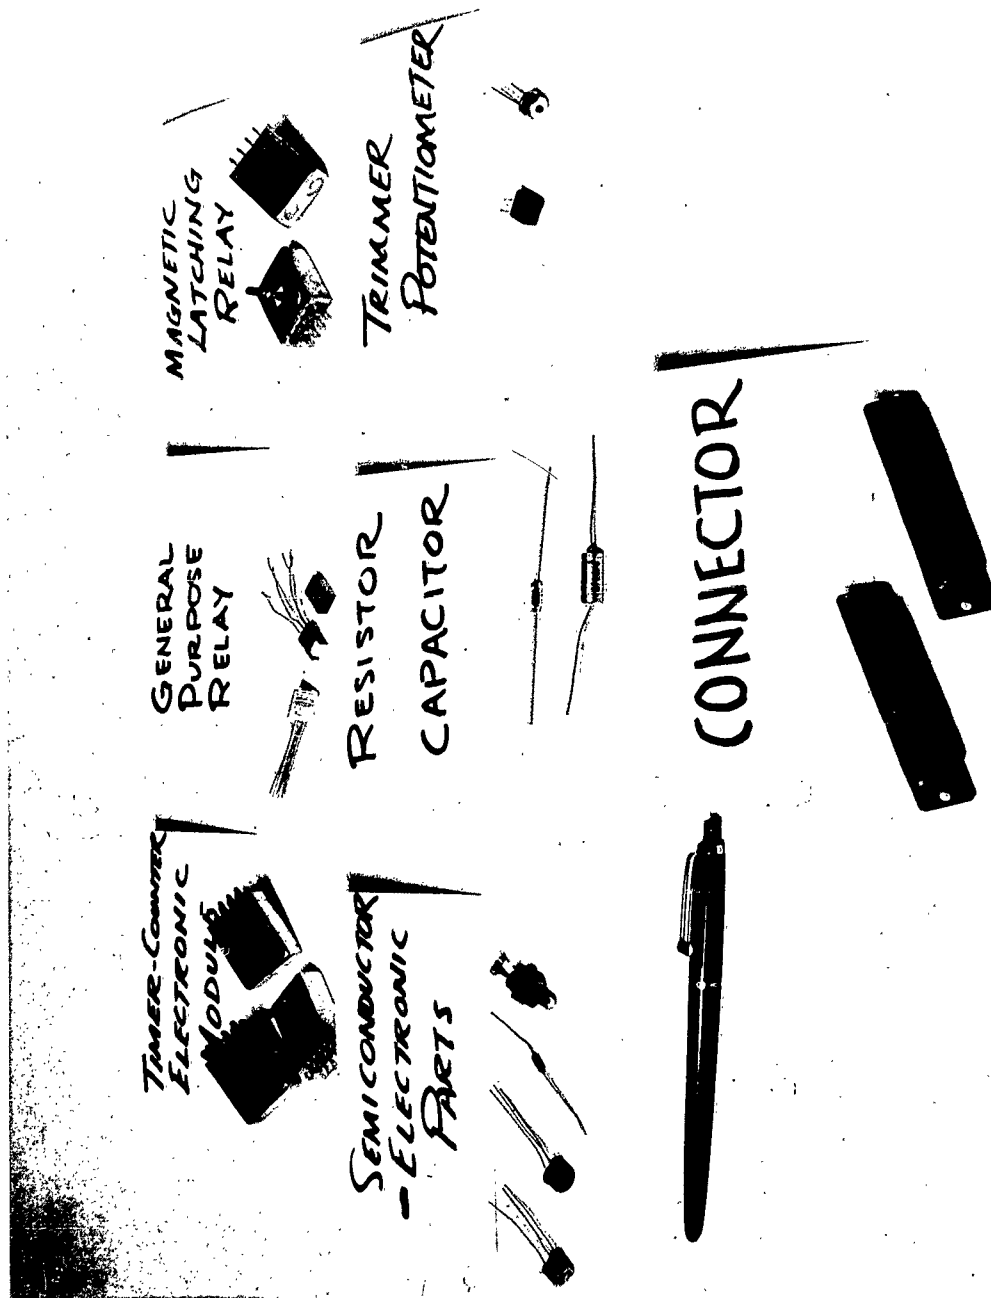 TIMER-COUNTER
ELECTRONIC
MODULE
GENERAL
PURPOSE
RELAY
MAGNETIC
LATCHING
RELAY
SEMICONDUCTOR
- ELECTRONIC
PARTS
RESISTOR
CAPACITOR
TRIMMER
POTENTIOMETER
CONNECTOR